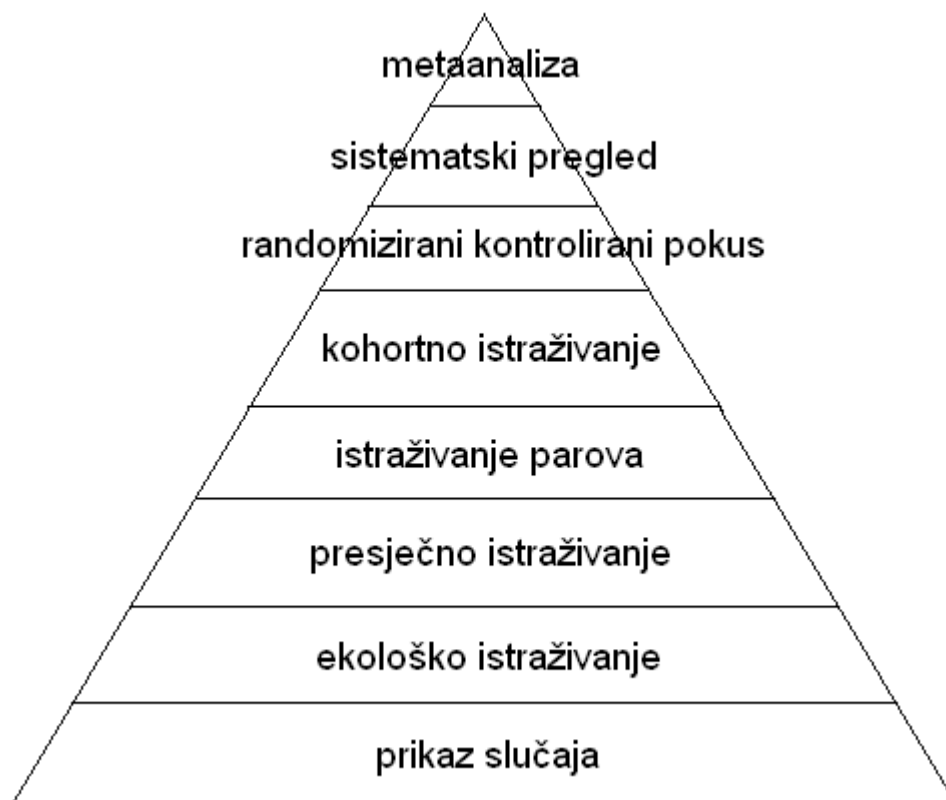 metaanaliza
sistematski pregled
randomizirani kontrolirani pokus
kohortno istraživanje
istraživanje parova
presječno istraživanje
ekološko istraživanje
prikaz slučaja